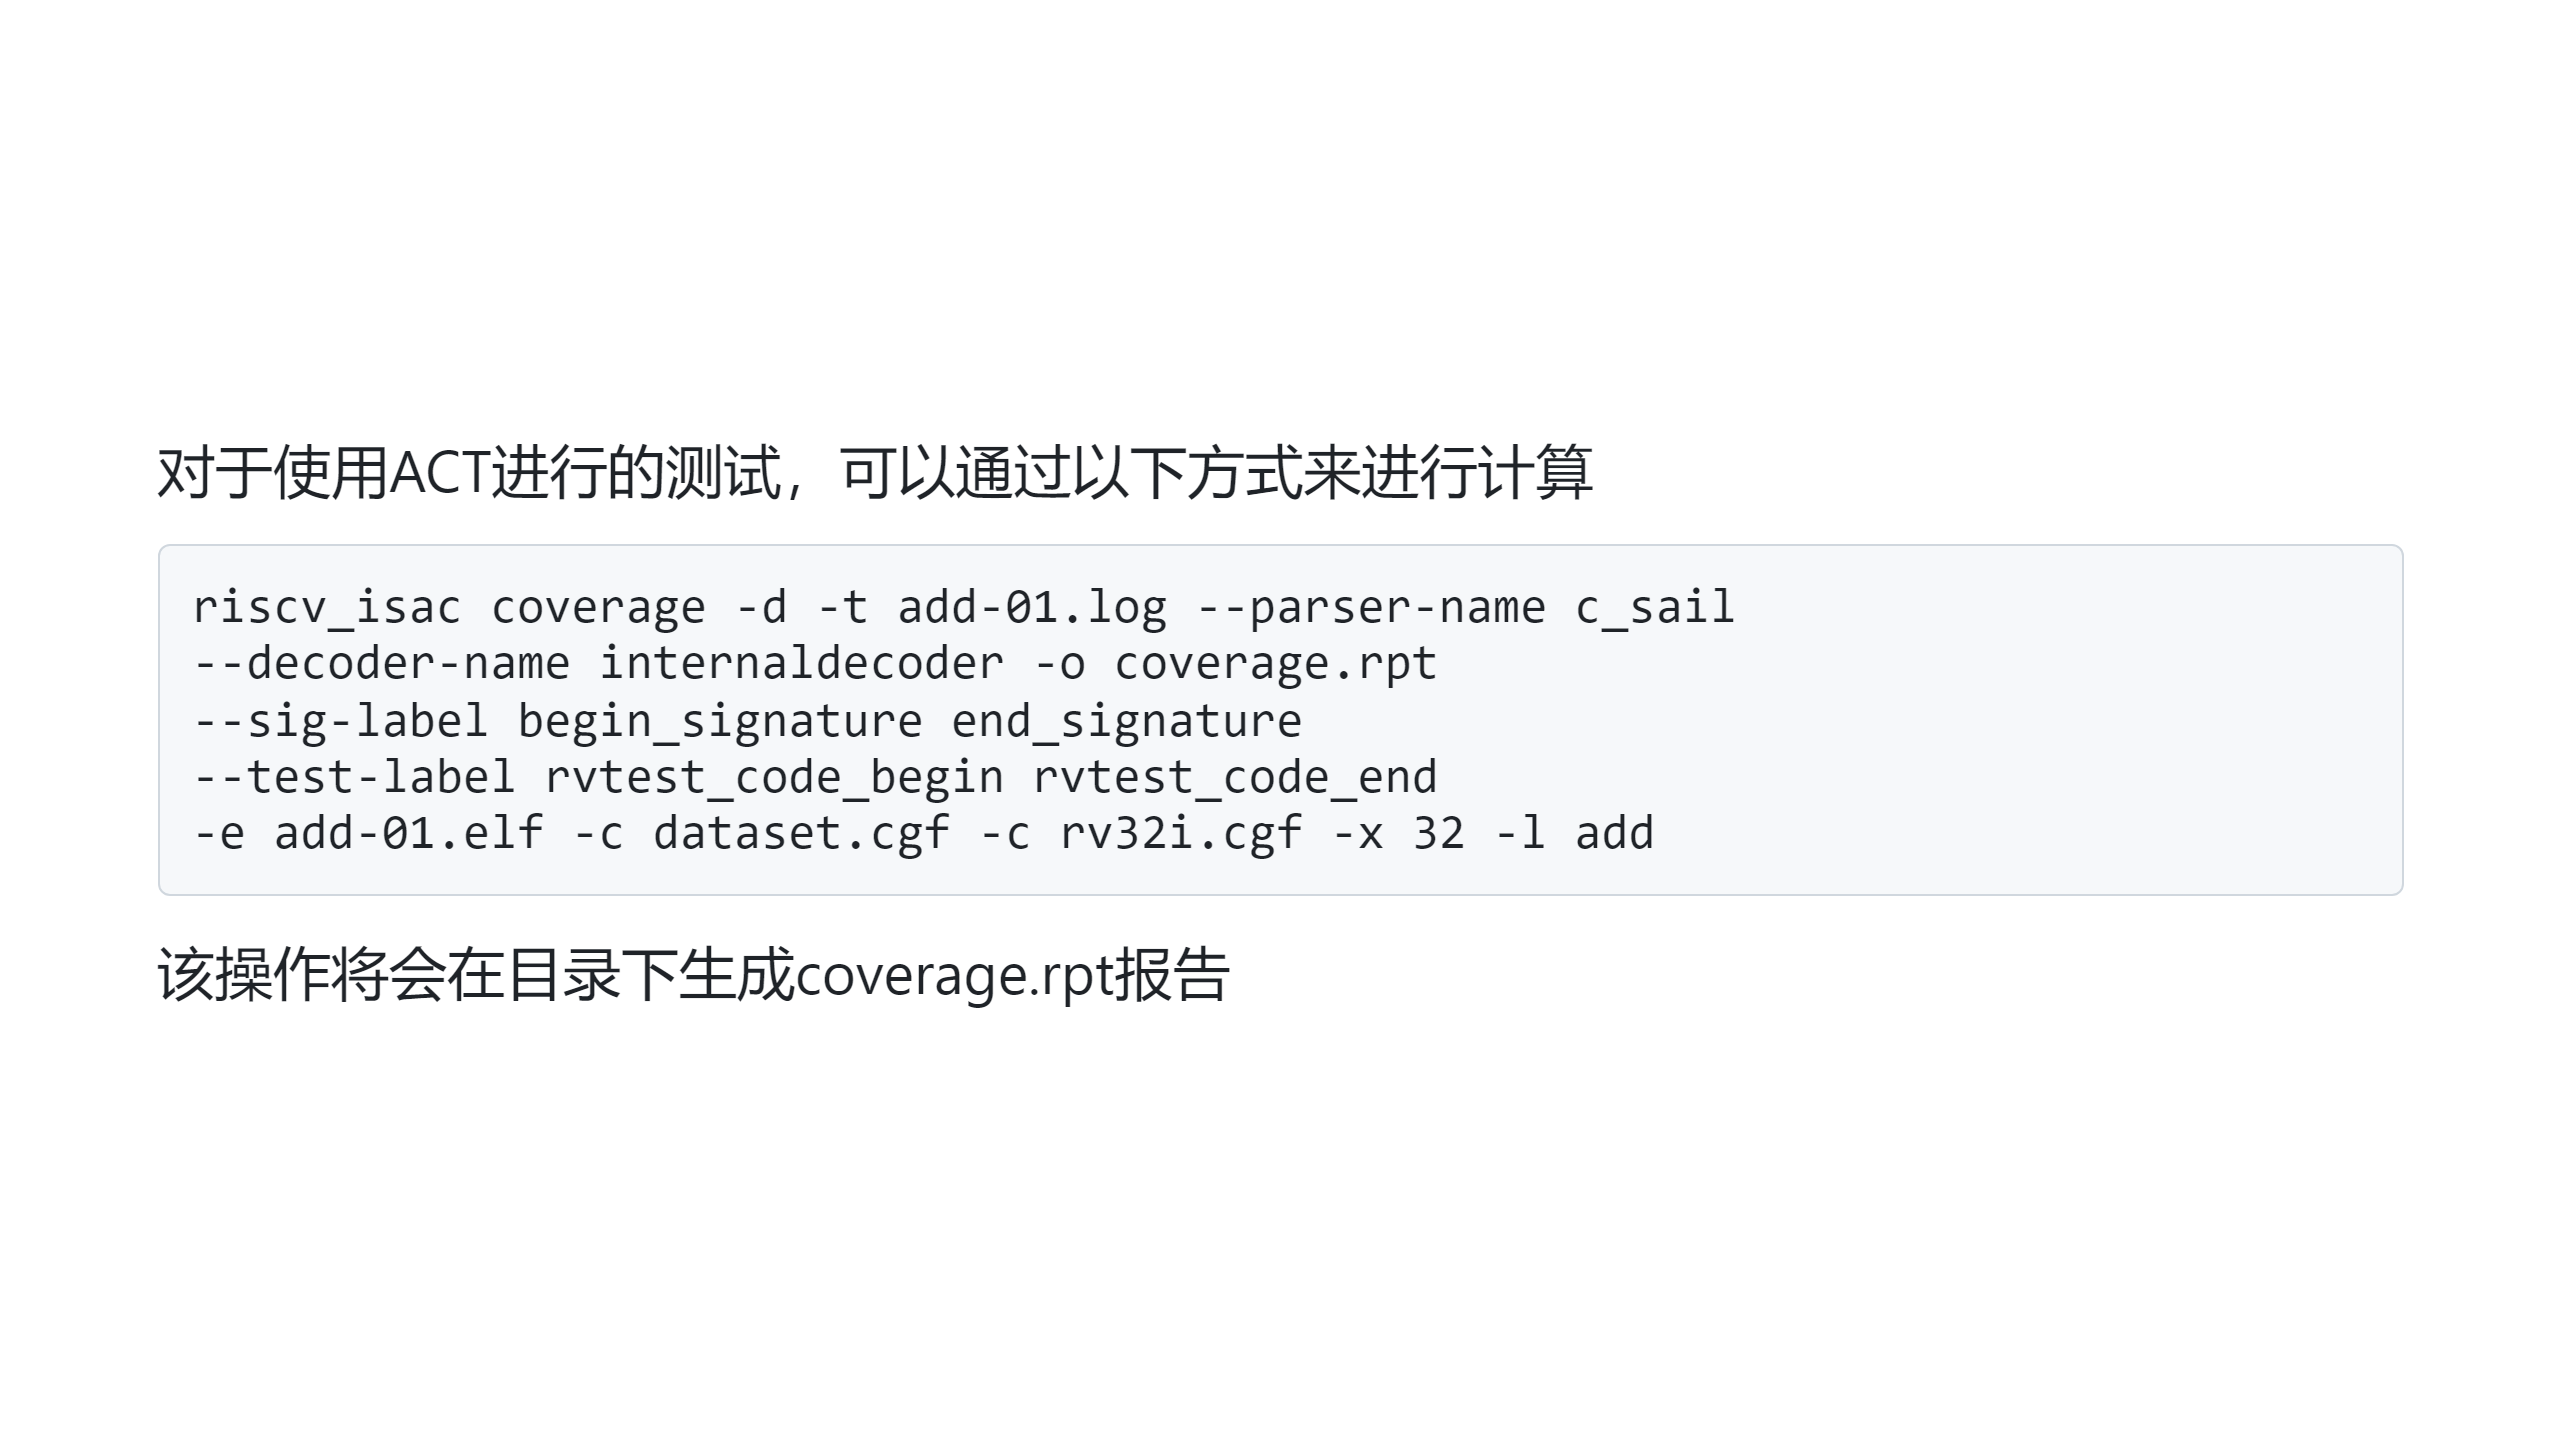 对于使用ACT进行的测试，可以通过以下方式来进行计算
riscv_isac coverage -d -t add-01.log --parser-name c_sail
--decoder-name internaldecoder -o coverage.rpt
--sig-label begin_signature end_signature
--test-label rvtest_code_begin rvtest_code_end
-e add-01.elf -c dataset.cgf -c rv32i.cgf -x 32 -l add
该操作将会在目录下生成coverage.rpt报告